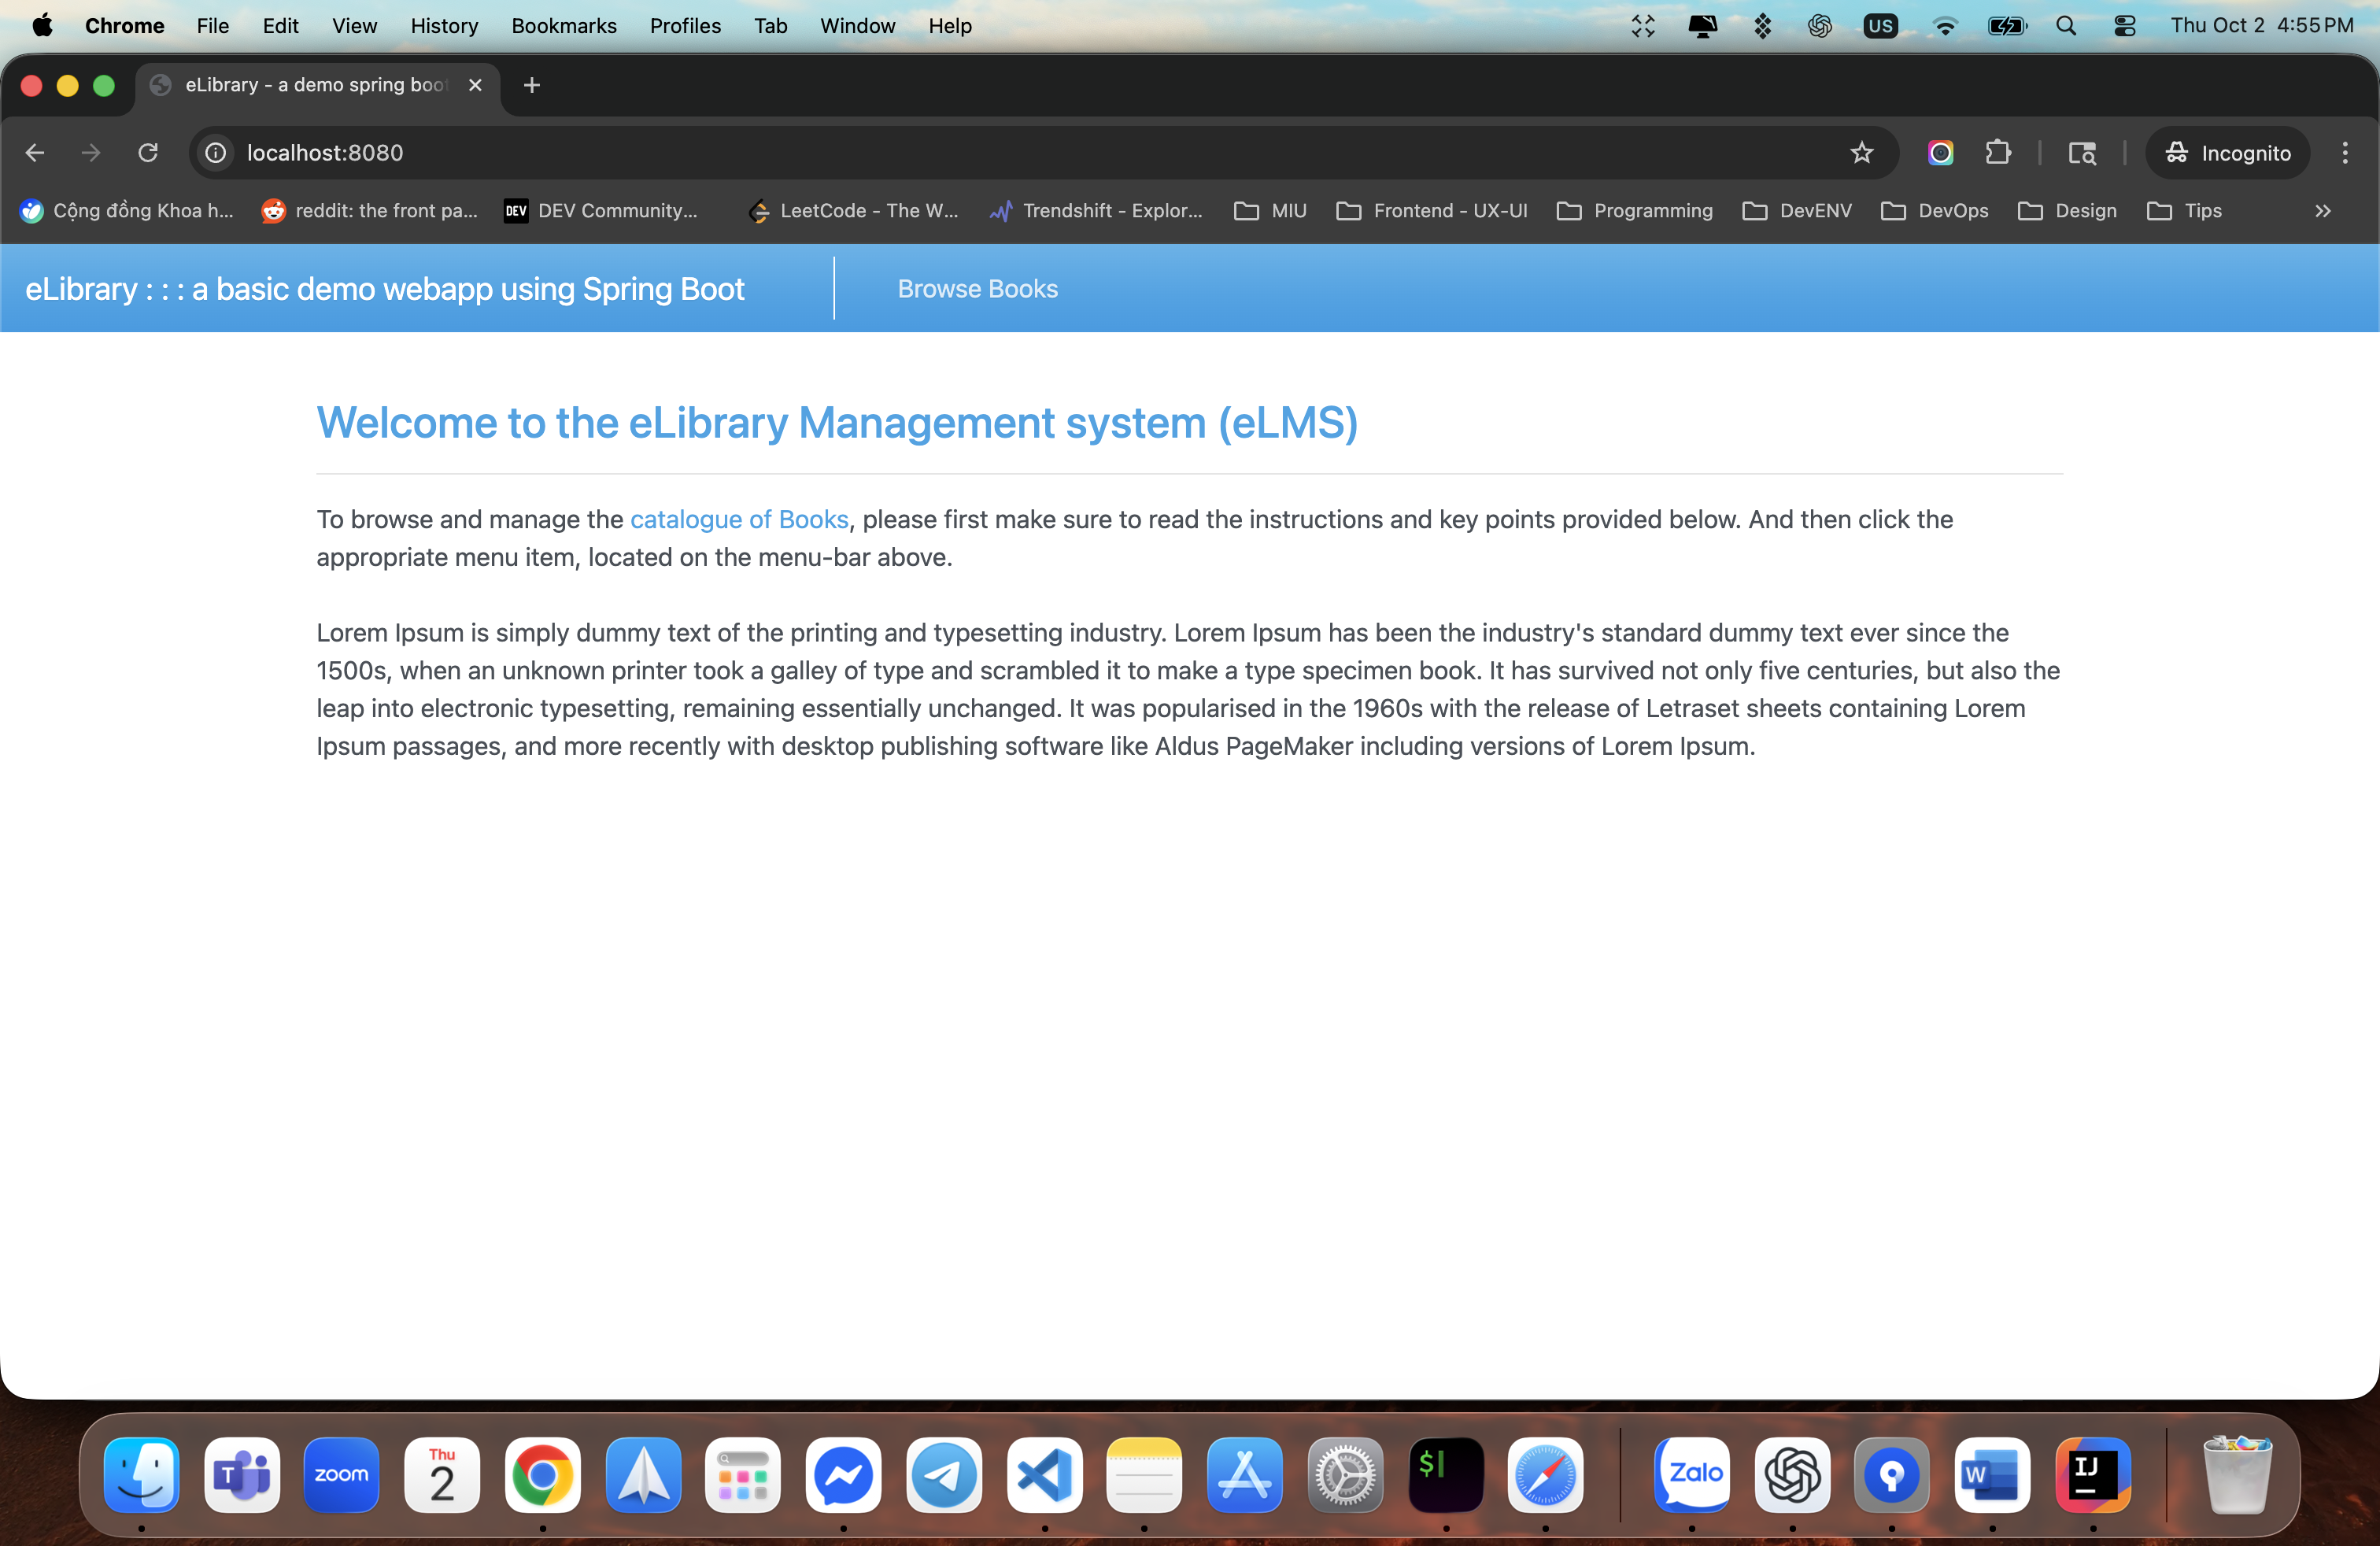 Chrome File Edit View History Bookmarks Profiles Tab Window Help US Thu Oct 2 4:55 PM
eLibrary - a demo spring boot
localhost:8080 Incognito
Cộng đồng Khoa h... reddit: the front pa... DEV DEV Community... LeetCode - The W... Trendshift - Explor... MIU Frontend - UX-UI Programming DevENV DevOps Design Tips
eLibrary : : : a basic demo webapp using Spring Boot Browse Books
Welcome to the eLibrary Management system (eLMS)
To browse and manage the catalogue of Books, please first make sure to read the instructions and key points provided below. And then click the
appropriate menu item, located on the menu-bar above.
Lorem Ipsum is simply dummy text of the printing and typesetting industry. Lorem Ipsum has been the industry's standard dummy text ever since the
1500s, when an unknown printer took a galley of type and scrambled it to make a type specimen book. It has survived not only five centuries, but also the
leap into electronic typesetting, remaining essentially unchanged. It was popularised in the 1960s with the release of Letraset sheets containing Lorem
Ipsum passages, and more recently with desktop publishing software like Aldus PageMaker including versions of Lorem Ipsum.
T zoom Thu 2 $ Zalo W IJ